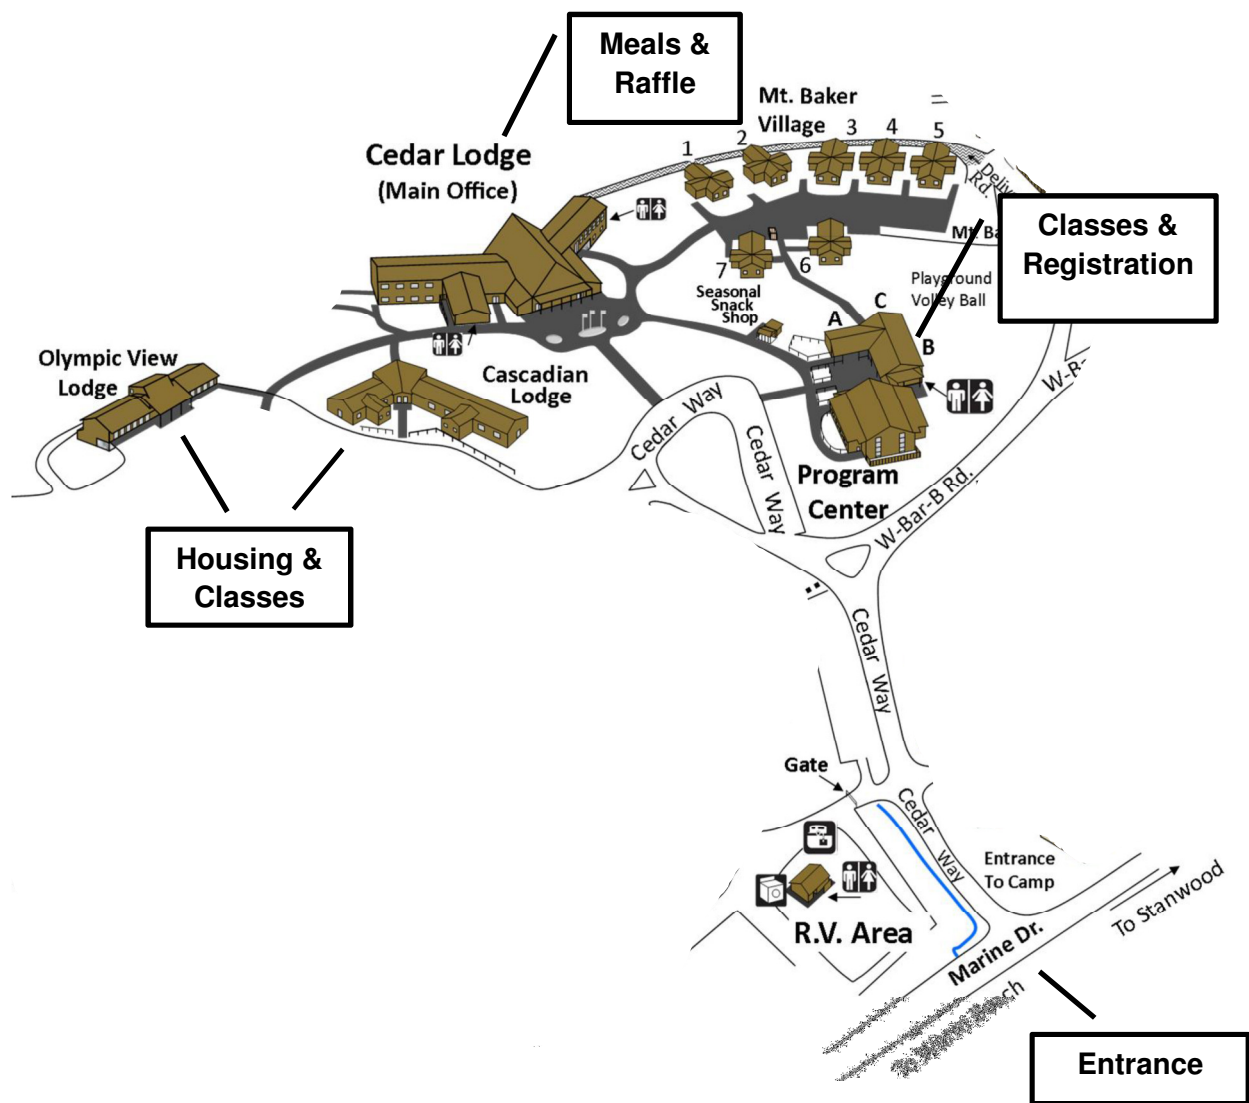 Meals &
Raffle
Mt. Baker
Village
1
2
3
4
5
Cedar Lodge
(Main Office)
Rd.
Classes &
Registration
7
6
Seasonal
Snack
Shop
Playground
Volley Ball
A
C
B
Olympic View
Lodge
Cascadian
Lodge
Cedar Way
Cedar Way
Program
Center
W-Bar-B Rd.
Housing &
Classes
Cedar Way
Gate
Cedar Way
Entrance
To Camp
R.V. Area
Marine Dr.
To Stanwood
Entrance